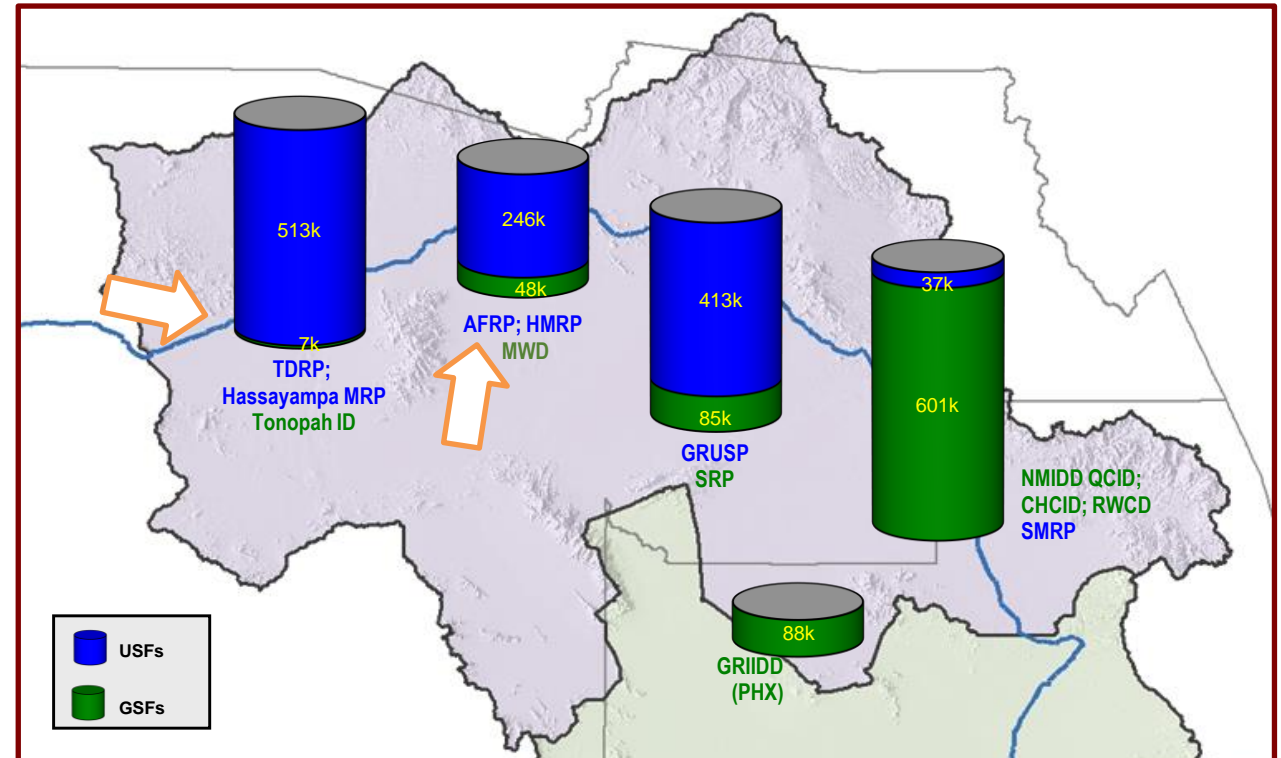 513k
7k
TDRP;
Hassayampa MRP
Tonopah ID
246k
48k
AFRP; HMRP
MWD
413k
85k
GRUSP
SRP
37k
601k
NMIDD QCID;
CHCID; RWCD
SMRP
88k
GRIIDD
(PHX)
USFs
GSFs